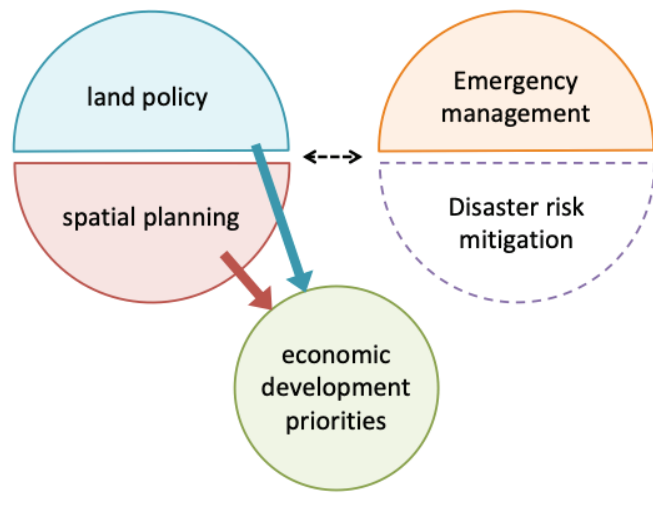 land policy
spatial planning
Emergency
management
Disaster risk
mitigation
economic
development
priorities